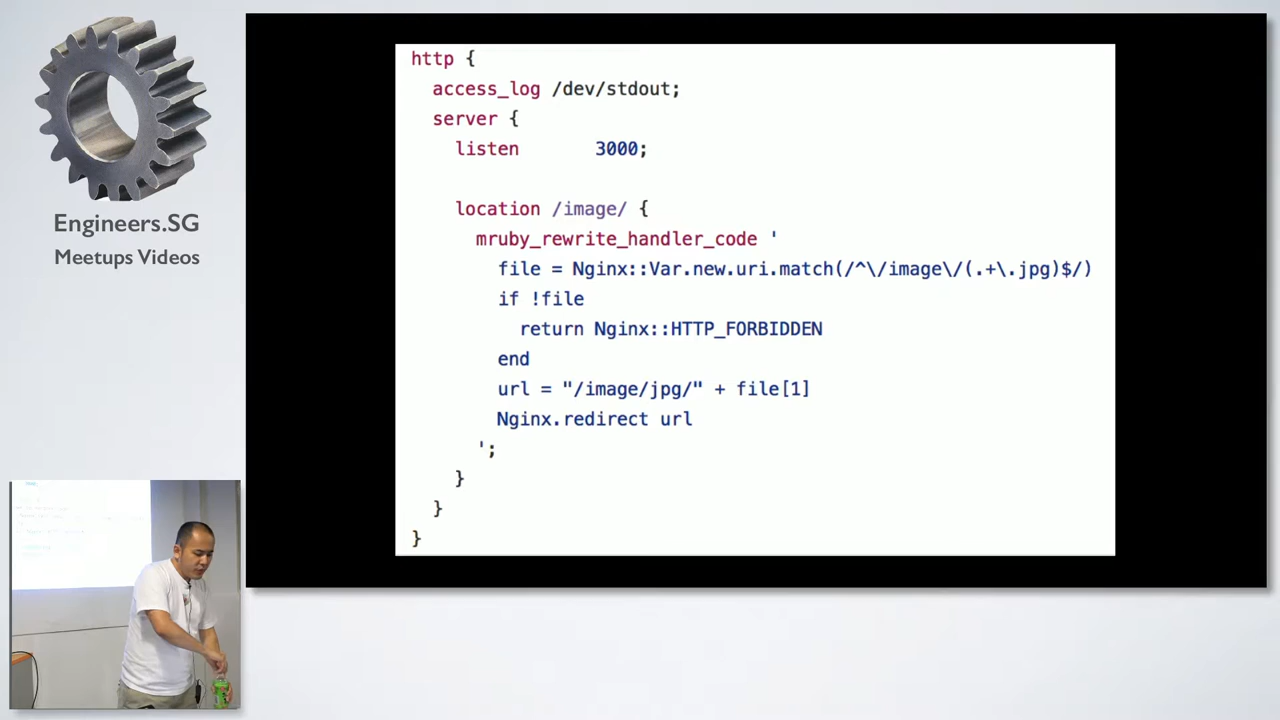 Engineers.SG
Meetups Videos
http {
  access_log /dev/stdout;
  server {
    listen       3000;
    location /image/ {
      mruby_rewrite_handler_code '
        file = Nginx::Var.new.uri.match(/^\/image\/(.+\.jpg)$/)
        if !file
          return Nginx::HTTP_FORBIDDEN
        end
        url = "/image/jpg/" + file[1]
        Nginx.redirect url
      ';
    }
  }
}